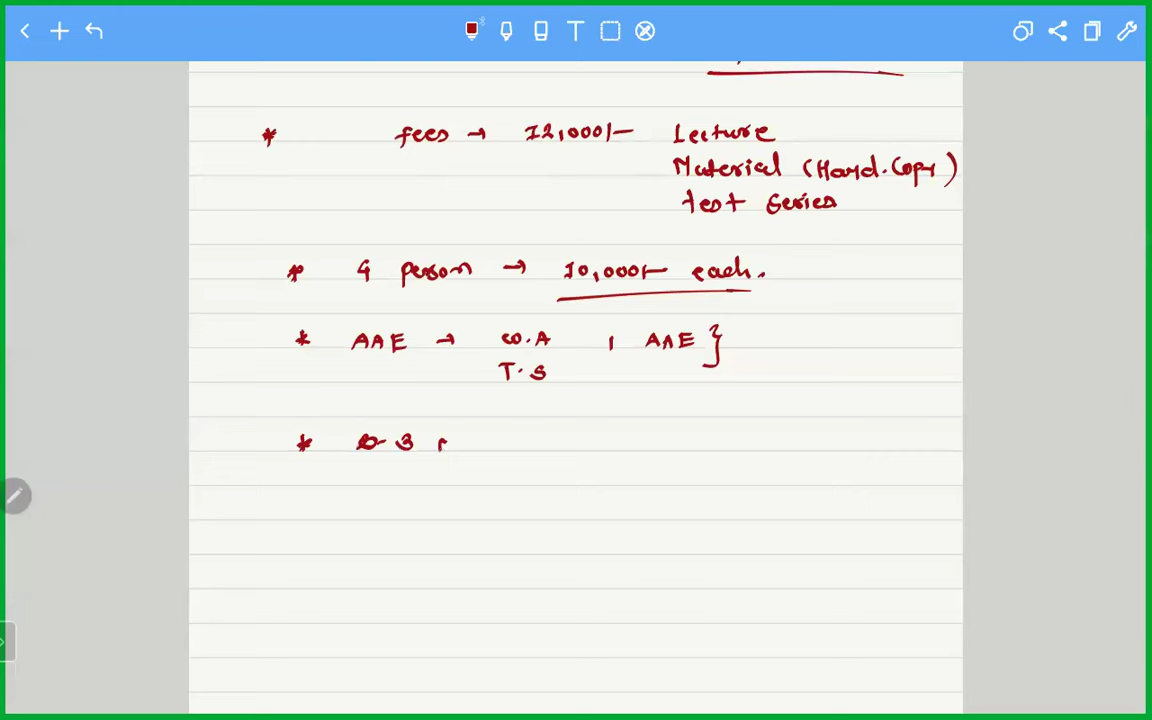 * fees → 12,000/- Lecture
Material (Hard.Copy)
test series
* 4 person → 10,000/- each.
* AAE → Co.A , AAE }
T.S
* 3